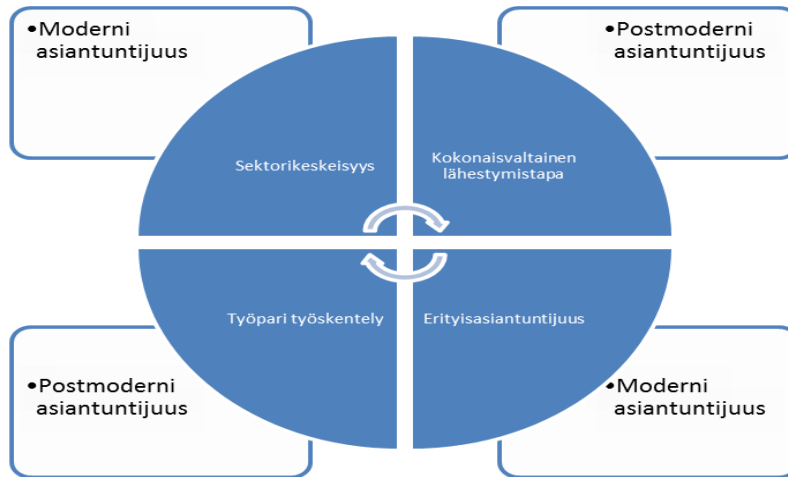 •Moderni
asiantuntijuus
•Postmoderni
asiantuntijuus
Sektorikeskeisyys
Kokonaisvaltainen
lähestymistapa
Työpari työskentely
Erityisasiantuntijuus
•Postmoderni
asiantuntijuus
•Moderni
asiantuntijuus